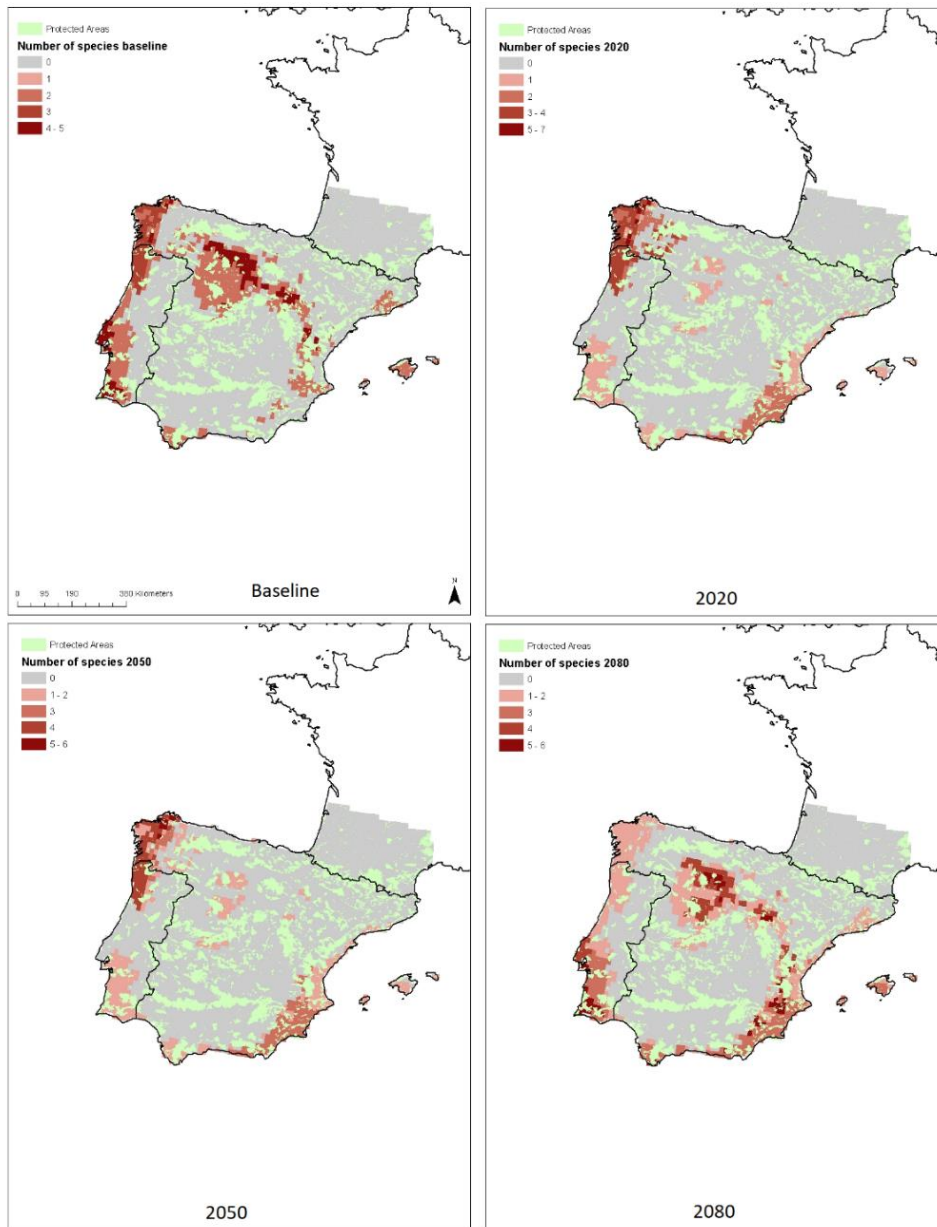 Protected Areas
Number of species baseline
0
1
2
3
4 - 5
0 95 190 380 Kilometers
Baseline
N
Protected Areas
Number of species 2020
0
1
2
3 - 4
5 - 7
2020
Protected Areas
Number of species 2050
0
1 - 2
3
4
5 - 6
2050
Protected Areas
Number of species 2080
0
1 - 2
3
4
5 - 6
2080